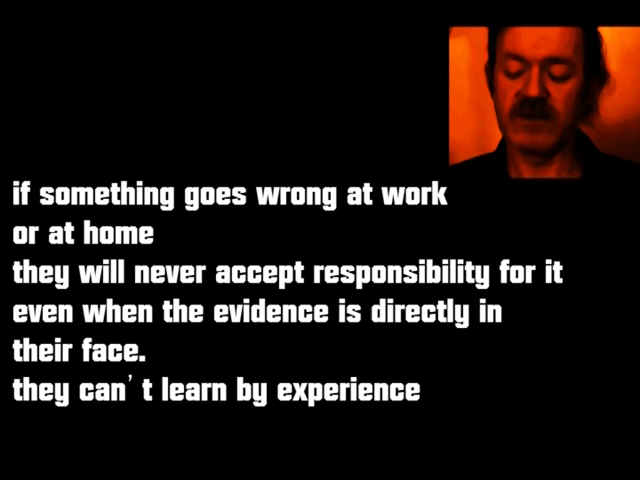 if something goes wrong at work
or at home
they will never accept responsibility for it
even when the evidence is directly in
their face.
they can't learn by experience